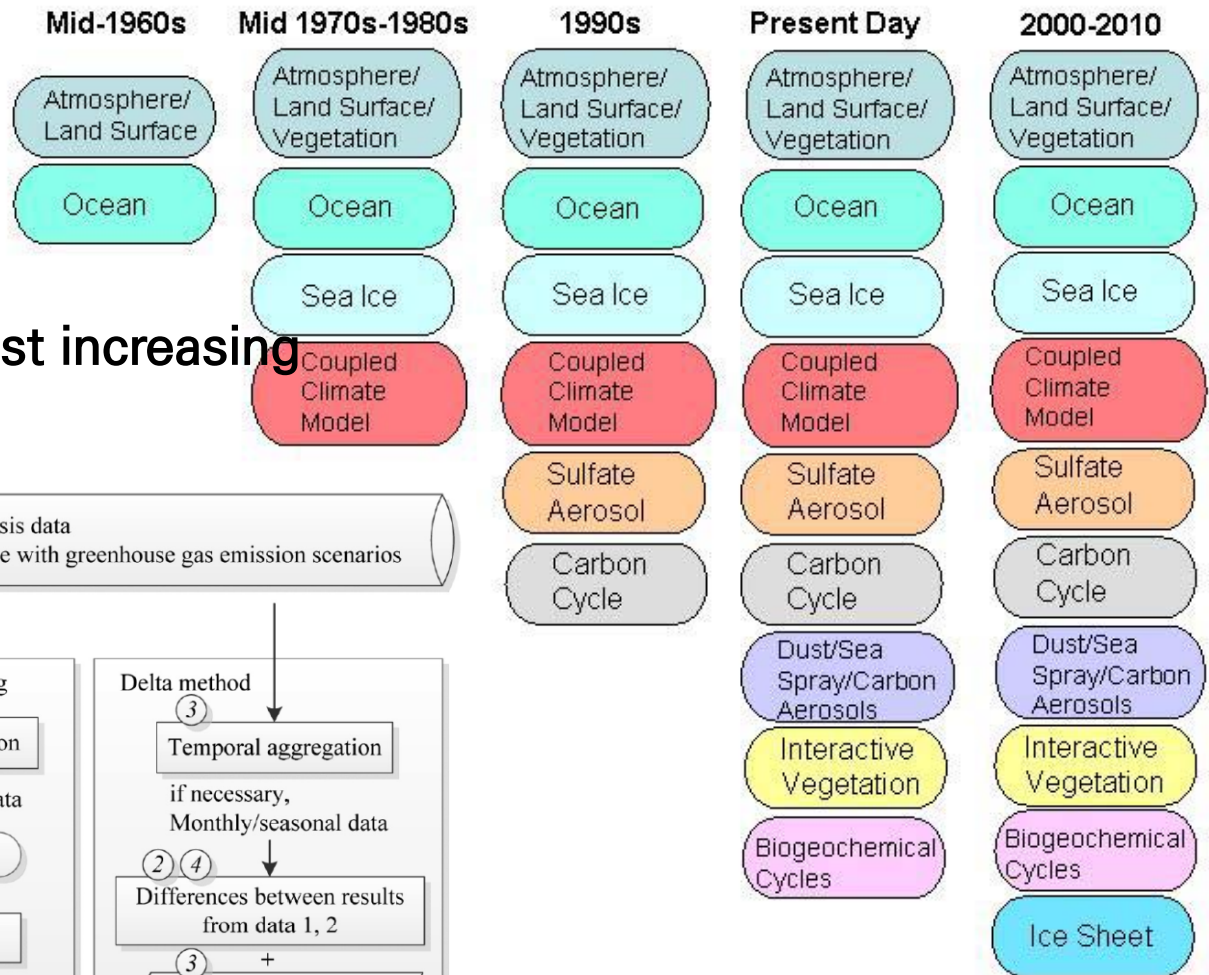 Mid-1960s
Atmosphere/
Land Surface
Ocean
Mid 1970s-1980s
Atmosphere/
Land Surface/
Vegetation
Ocean
Sea Ice
Coupled
Climate
Model
1990s
Atmosphere/
Land Surface/
Vegetation
Ocean
Sea Ice
Coupled
Climate
Model
Sulfate
Aerosol
Carbon
Cycle
Present Day
Atmosphere/
Land Surface/
Vegetation
Ocean
Sea Ice
Coupled
Climate
Model
Sulfate
Aerosol
Carbon
Cycle
Dust/Sea
Spray/Carbon
Aerosols
Interactive
Vegetation
Biogeochemical
Cycles
2000-2010
Atmosphere/
Land Surface/
Vegetation
Ocean
Sea Ice
Coupled
Climate
Model
Sulfate
Aerosol
Carbon
Cycle
Dust/Sea
Spray/Carbon
Aerosols
Interactive
Vegetation
Biogeochemical
Cycles
Ice Sheet
increasing
data
with greenhouse gas emission scenarios
Delta method
3
Temporal aggregation
if necessary,
Monthly/seasonal data
2 4
Differences between results
from data 1, 2
3 +